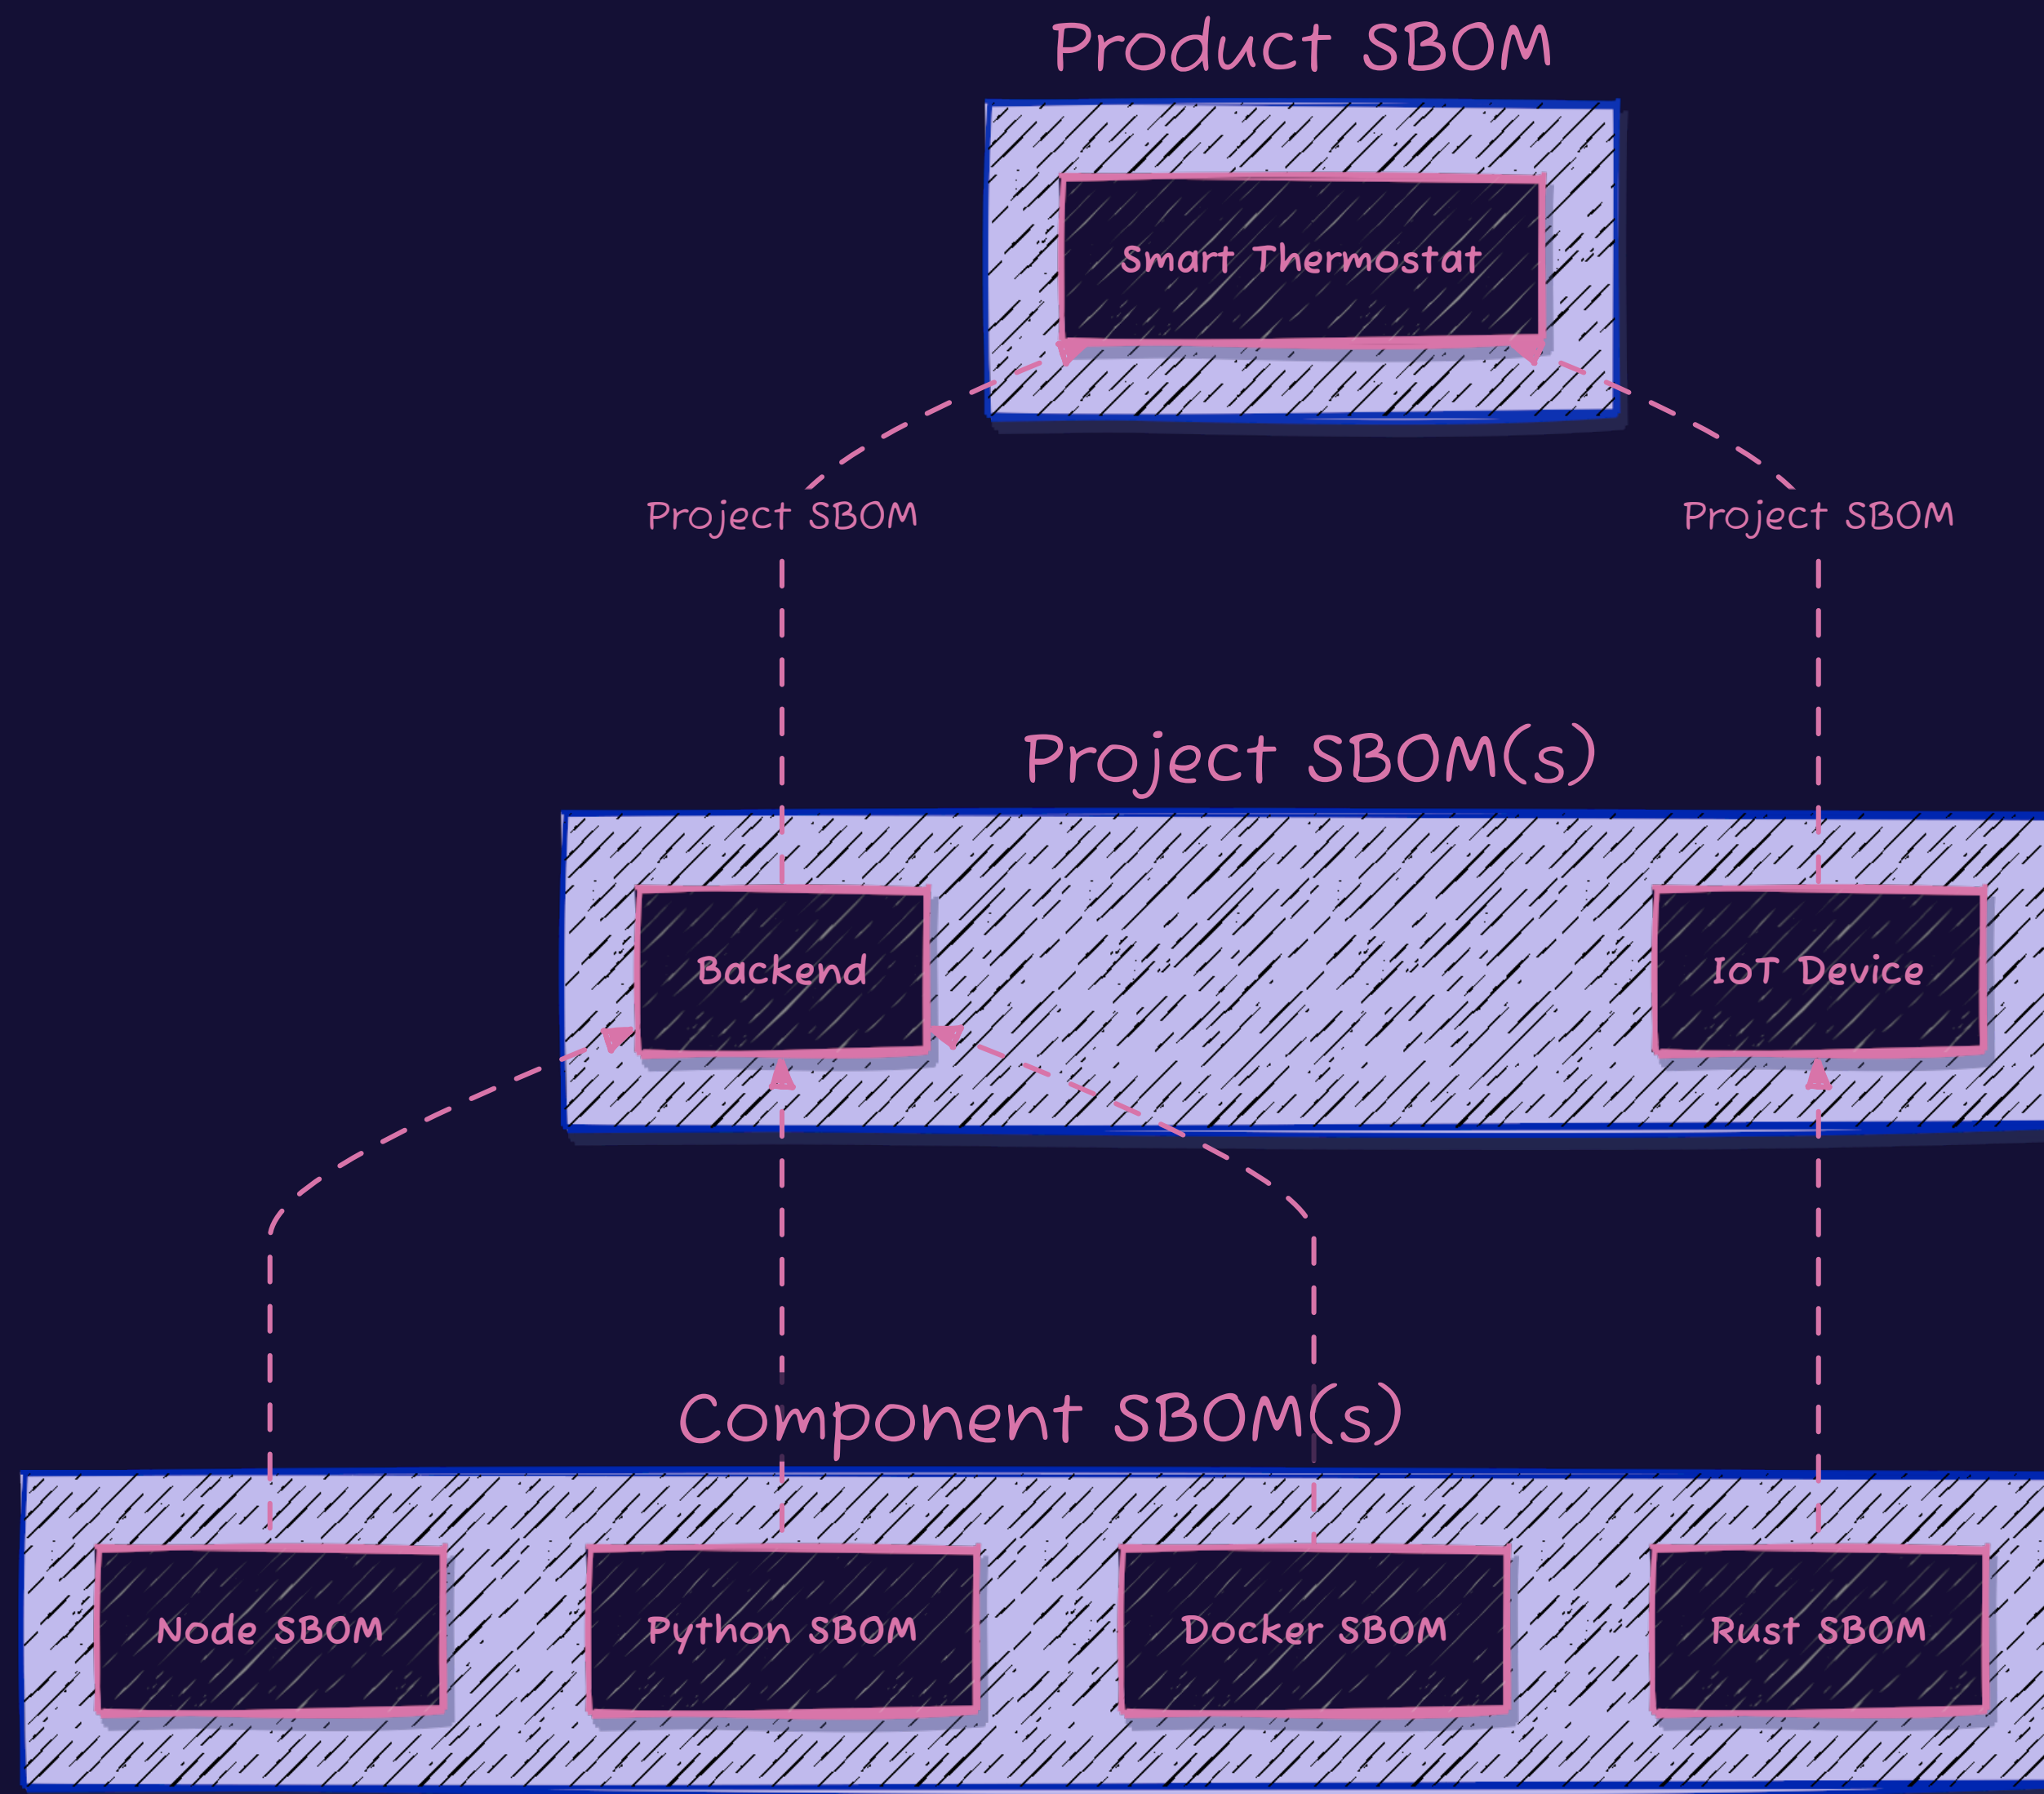 Product SBOM
Smart Thermostat
Project SBOM
Project SBOM
Project SBOM(s)
Backend
IoT Device
Component SBOM(s)
Node SBOM
Python SBOM
Docker SBOM
Rust SBOM